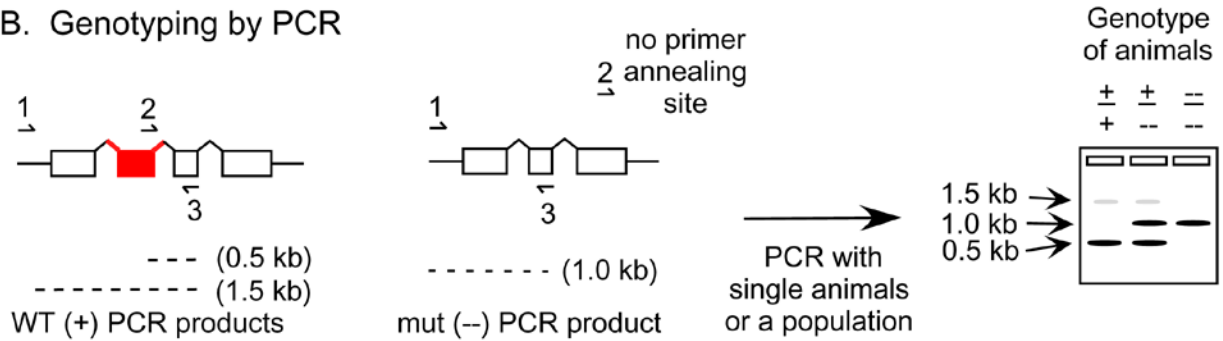 B. Genotyping by PCR
1
2
3
--- (0.5 kb)
(1.5 kb)
WT (+) PCR products
1
no primer
2 annealing
site
3
(1.0 kb)
mut (--) PCR product
PCR with
single animals
or a population
Genotype
of animals
+ + --
+ -- --
1.5 kb
1.0 kb
0.5 kb